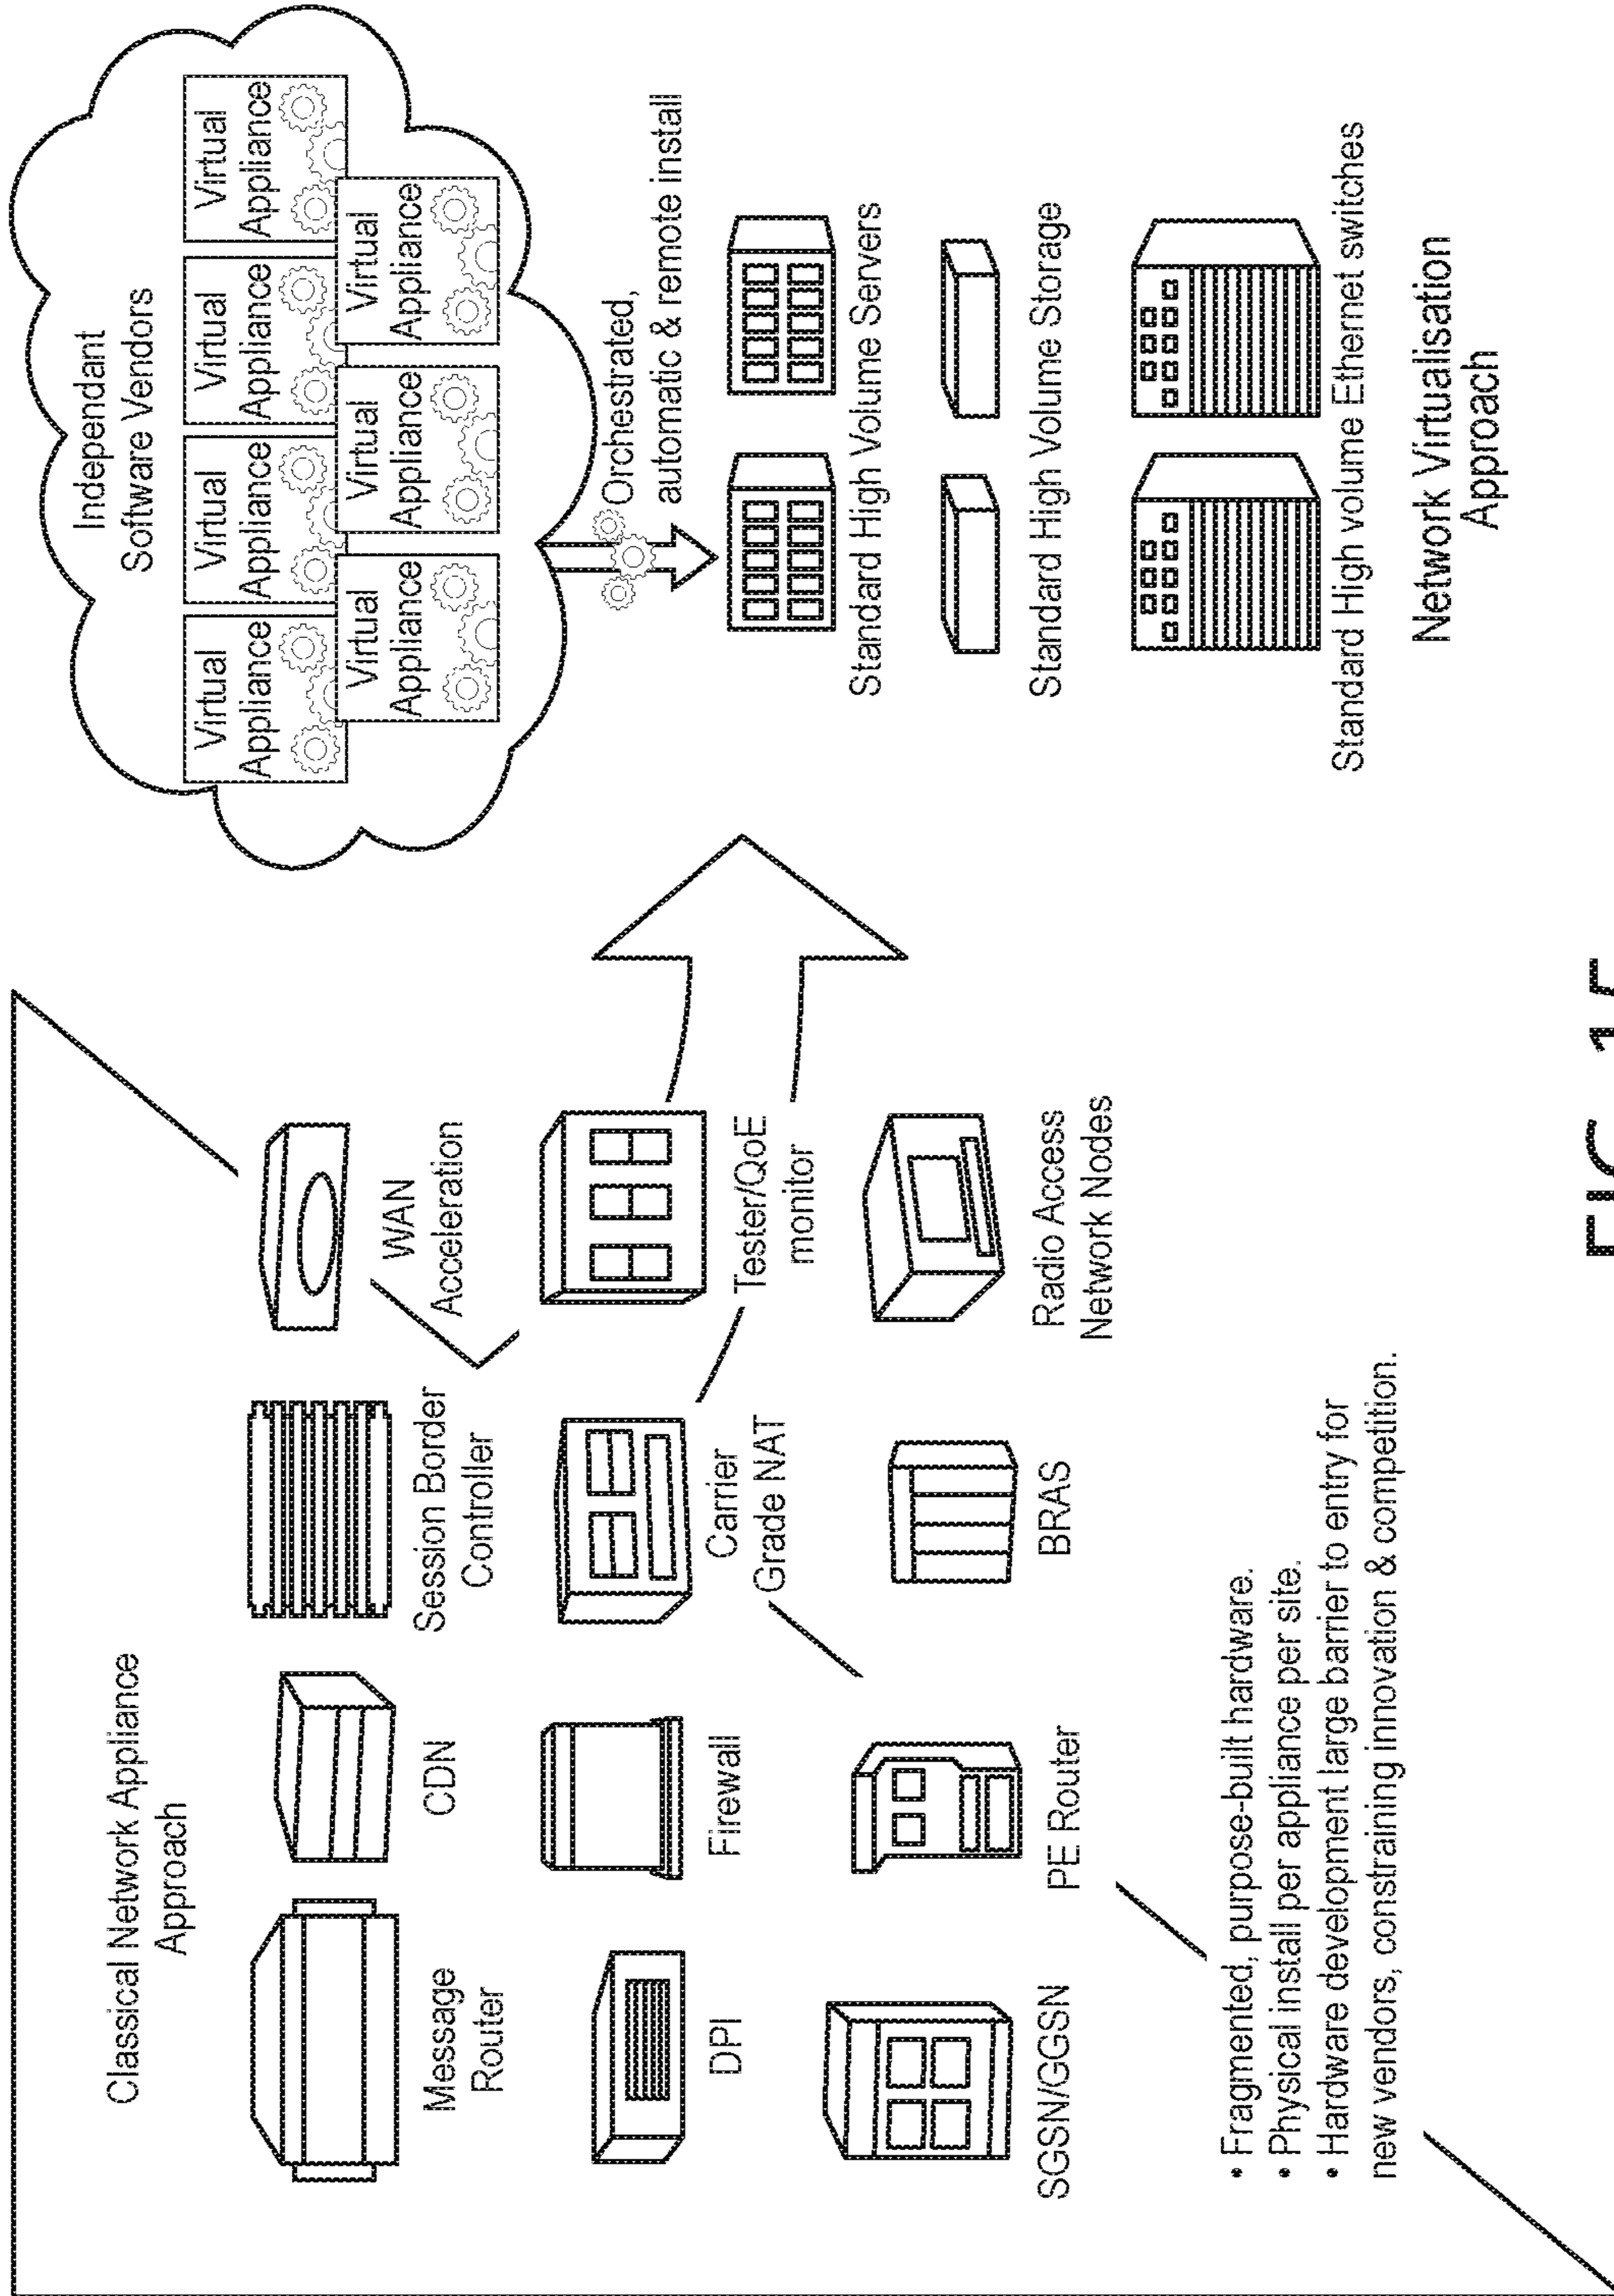 Classical Network Appliance
Approach
Message
Router
CDN
Session Border
Controller
WAN
Acceleration
DPI
Firewall
Carrier
Grade NAT
Tester/QoE
monitor
SGSN/GGSN
PE Router
BRAS
Radio Access
Network Nodes
• Fragmented, purpose-built hardware.
• Physical install per appliance per site.
• Hardware development large barrier to entry for
new vendors, constraining innovation & competition.
Independant
Software Vendors
Virtual
Appliance
Virtual
Appliance
Virtual
Appliance
Virtual
Appliance
Virtual
Appliance
Virtual
Appliance
Virtual
Appliance
Orchestrated,
automatic & remote install
Standard High Volume Servers
Standard High Volume Storage
Standard High volume Ethernet switches
Network Virtualisation
Approach